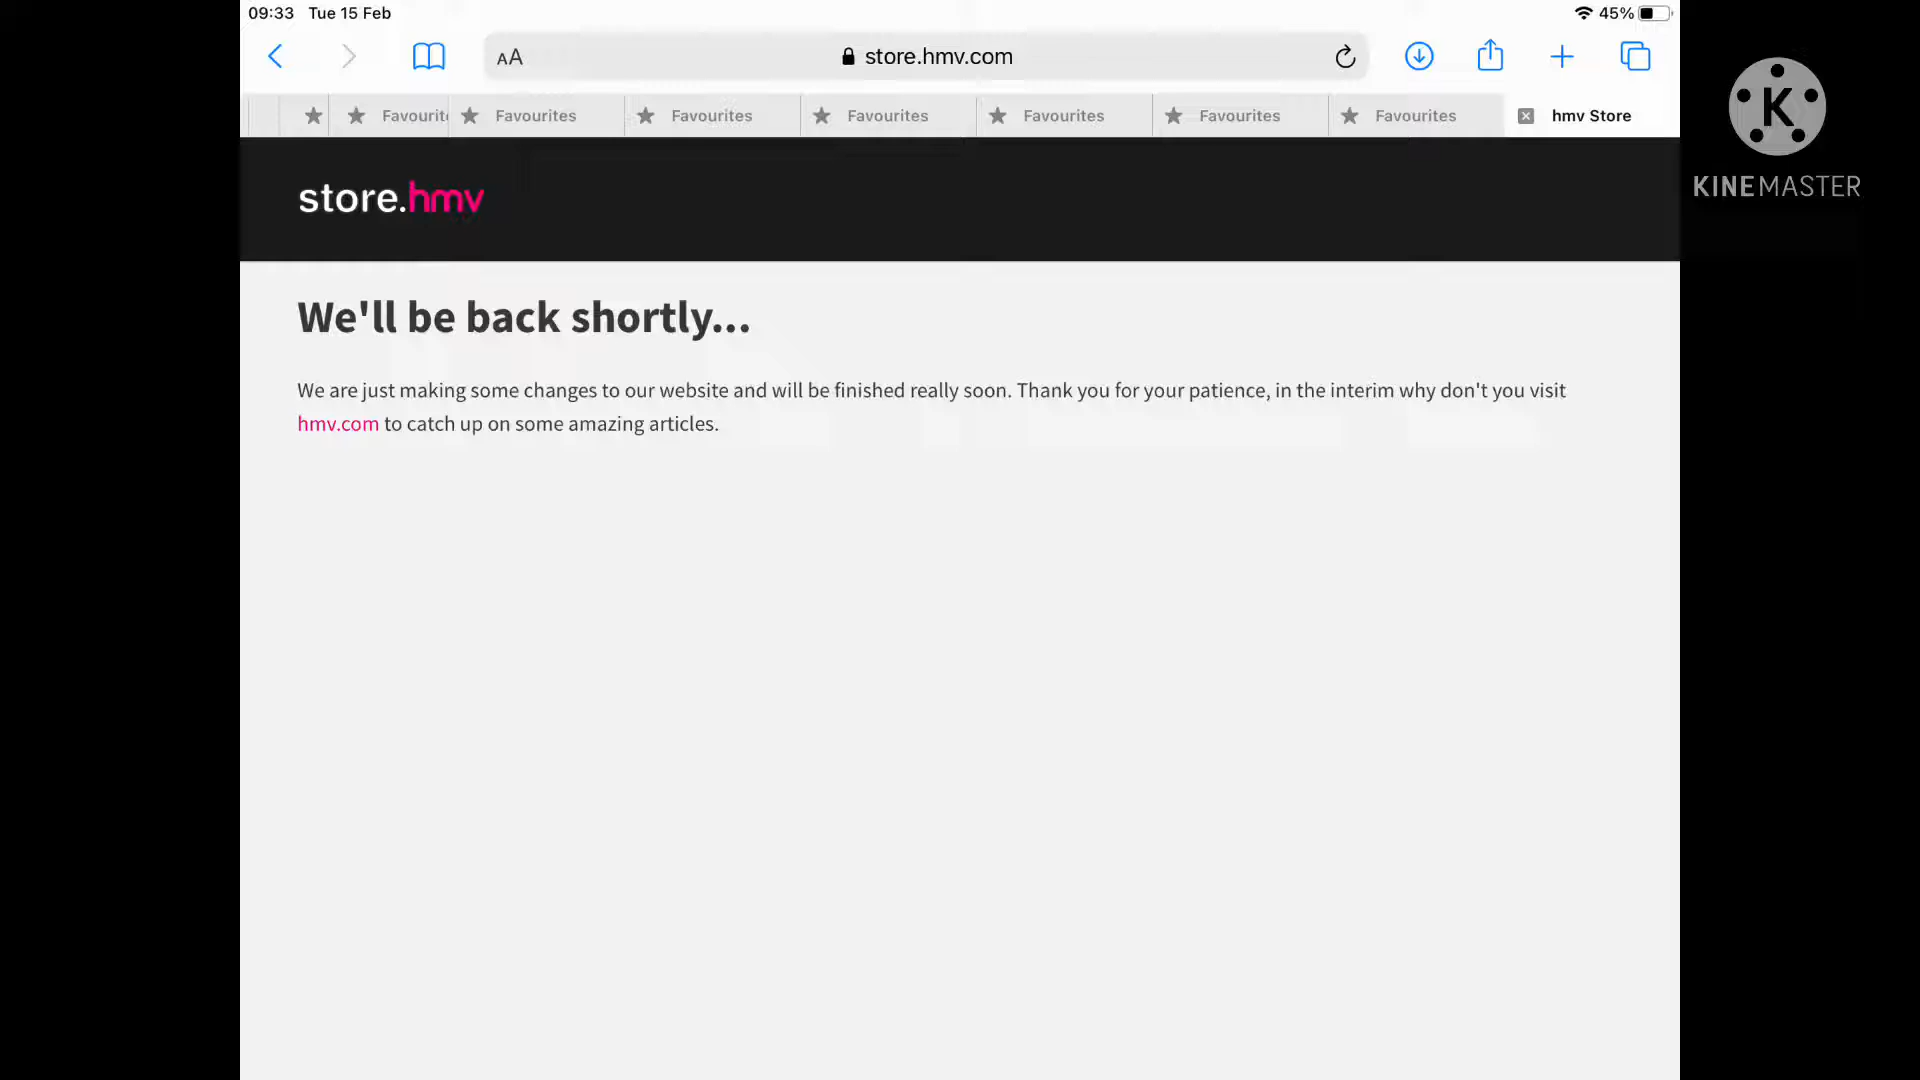 09:33 Tue 15 Feb
45%
AA
store.hmv.com
Favourit
Favourites
Favourites
Favourites
Favourites
Favourites
Favourites
hmv Store
K
KINEMASTER
store.hmv
We'll be back shortly...
We are just making some changes to our website and will be finished really soon. Thank you for your patience, in the interim why don't you visit
hmv.com to catch up on some amazing articles.